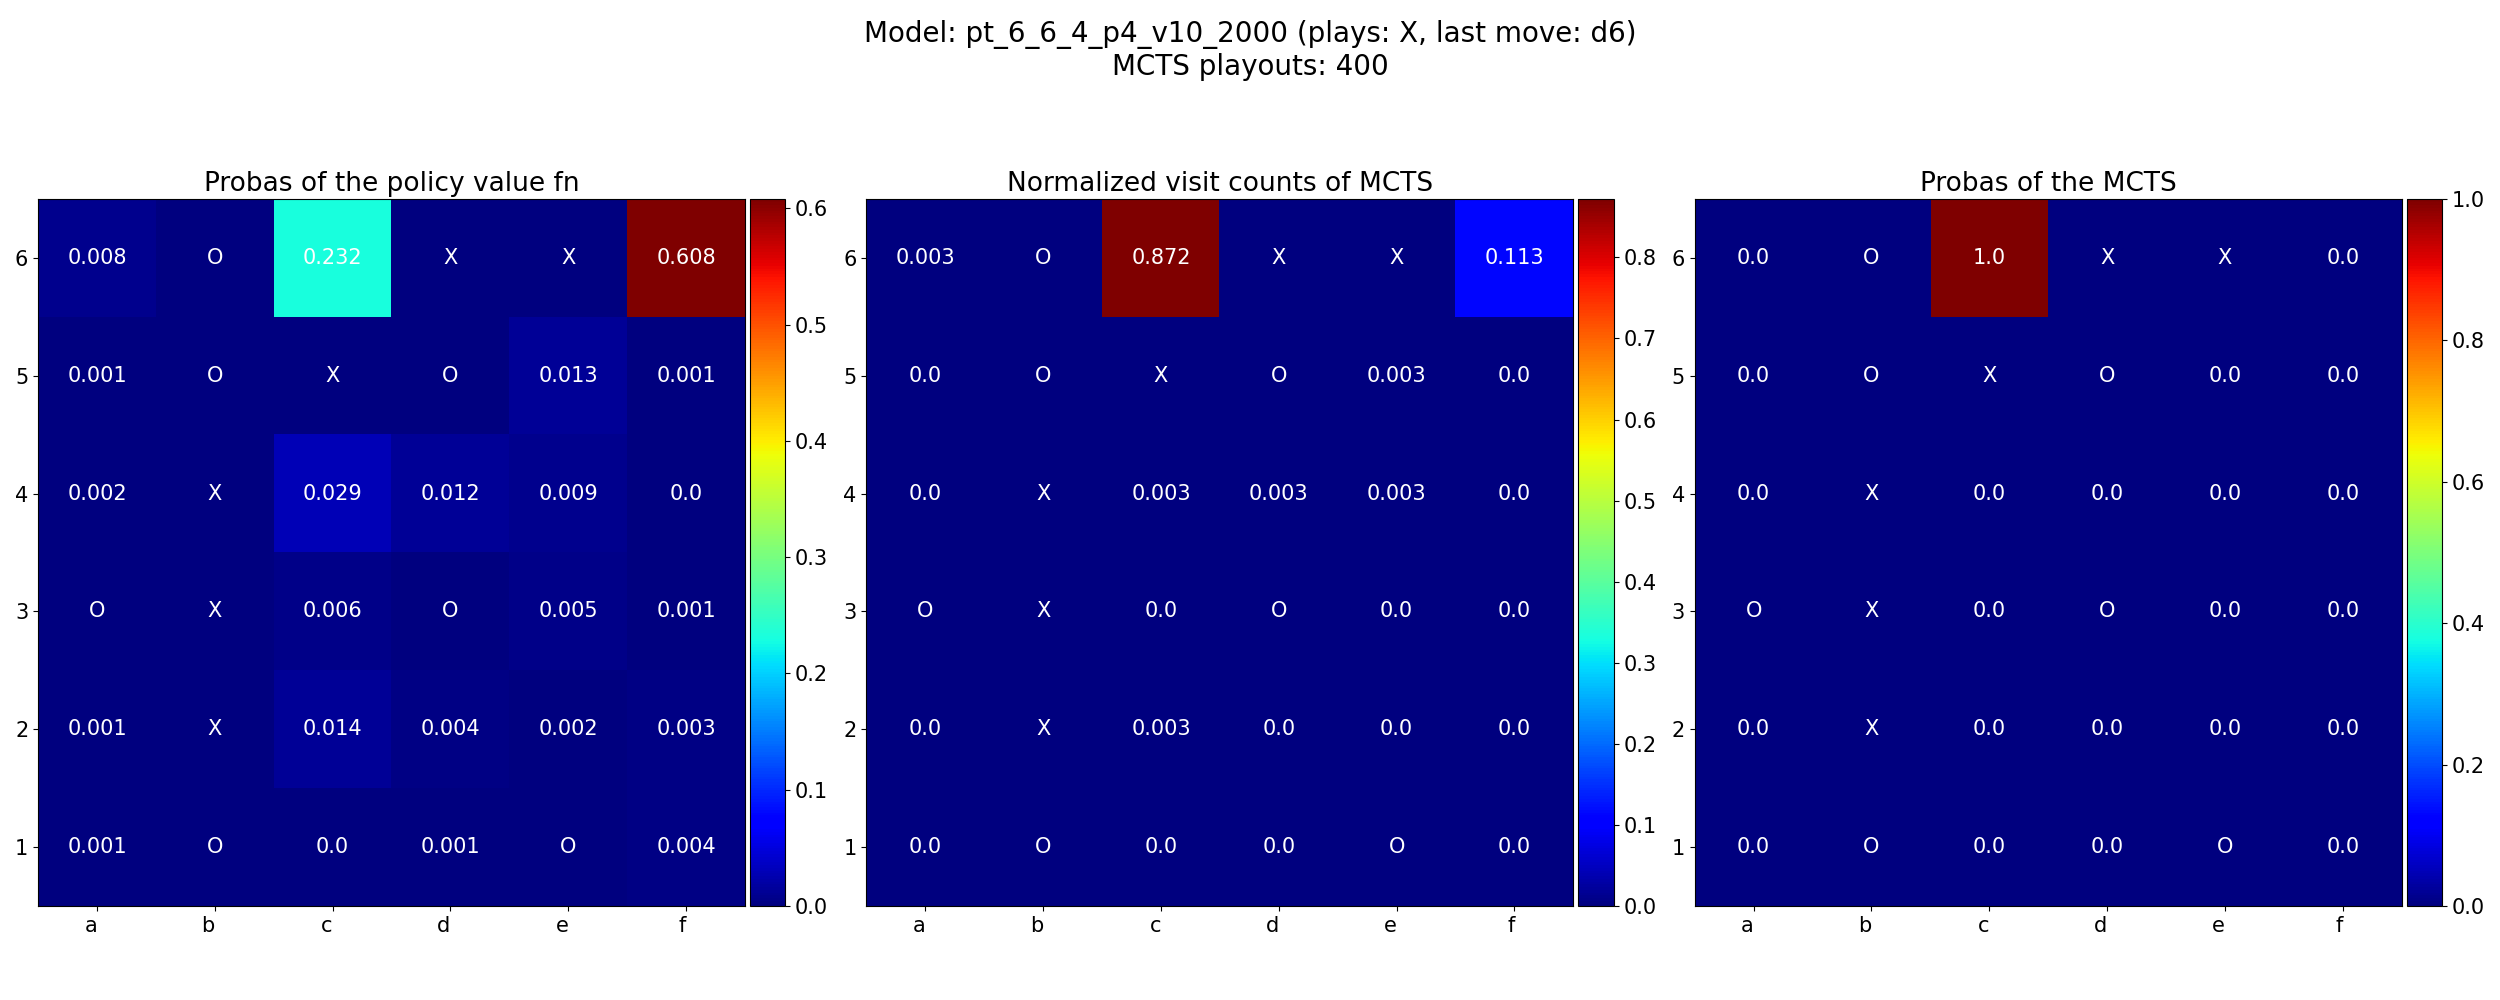 Model: pt_6_6_4_p4_v10_2000 (plays: X, last move: d6)
MCTS playouts: 400
Probas of the policy value fn
6 0.008 O 0.232 X X 0.608
5 0.001 O X O 0.013 0.001
4 0.002 X 0.029 0.012 0.009 0.0
3 O X 0.006 O 0.005 0.001
2 0.001 X 0.014 0.004 0.002 0.003
1 0.001 O 0.0 0.001 O 0.004
a b c d e f
0.6
0.5
0.4
0.3
0.2
0.1
0.0
Normalized visit counts of MCTS
6 0.003 O 0.872 X X 0.113
5 0.0 O X O 0.003 0.0
4 0.0 X 0.003 0.003 0.003 0.0
3 O X 0.0 O 0.0 0.0
2 0.0 X 0.003 0.0 0.0 0.0
1 0.0 O 0.0 0.0 O 0.0
a b c d e f
0.8
0.7
0.6
0.5
0.4
0.3
0.2
0.1
0.0
Probas of the MCTS
6 0.0 O 1.0 X X 0.0
5 0.0 O X O 0.0 0.0
4 0.0 X 0.0 0.0 0.0 0.0
3 O X 0.0 O 0.0 0.0
2 0.0 X 0.0 0.0 0.0 0.0
1 0.0 O 0.0 0.0 O 0.0
a b c d e f
1.0
0.8
0.6
0.4
0.2
0.0